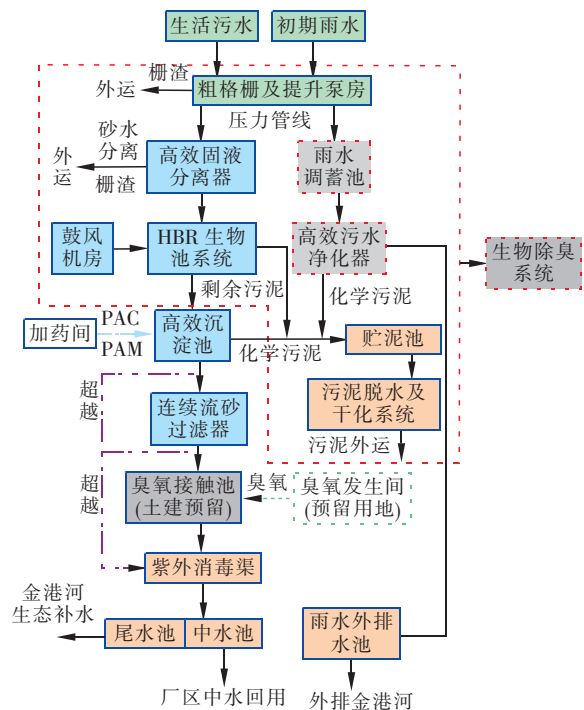 生活污水
初期雨水
栅渣
外运
粗格栅及提升泵房
压力管线
砂水
分离
外
运
栅渣
高效固液
分离器
雨水
调蓄池
鼓风
机房
HBR 生物
池系统
高效污水
净化器
生物除臭
系统
剩余污泥
化学污泥
加药间
PAC
PAM
高效沉
淀池
化学污泥
贮泥池
超
越
连续流砂
过滤器
污泥脱水及
干化系统
污泥外运
超
越
臭氧接触池
(土建预留)
臭氧
臭氧发生间
(预留用地)
紫外消毒渠
金港河
生态补水
尾水池
中水池
雨水外排
水池
厂区中水回用
外排金港河